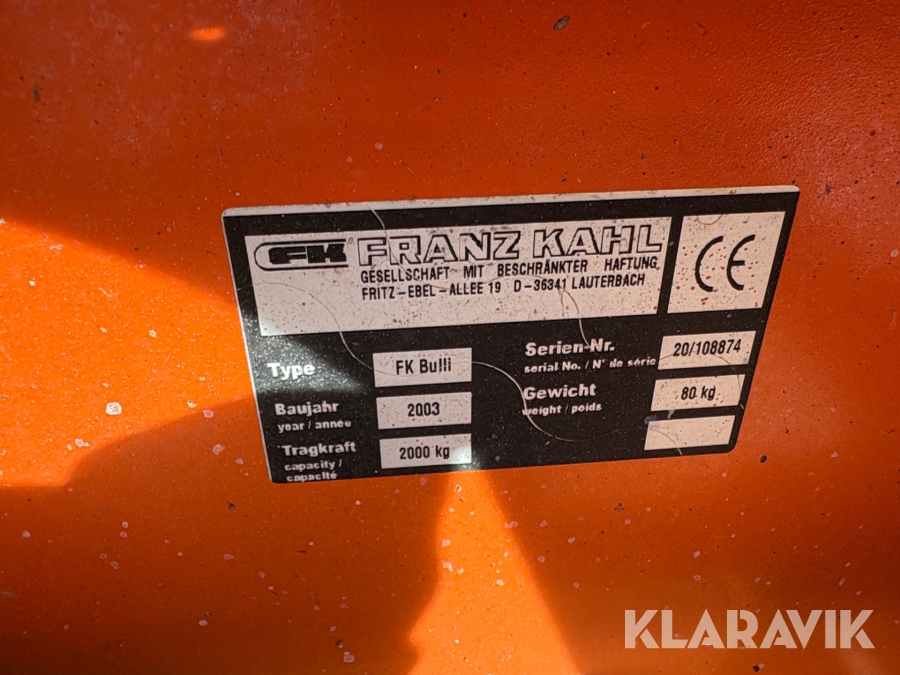 FK FRANZ KAHL
GESELLSCHAFT MIT BESCHRÄNKTER HAFTUNG
FRITZ-EBEL-ALLEE 19 D-36341 LAUTERBACH
CE
Type FK Bulli
Baujahr 2003
year / année
Tragkraft 2000 kg
capacity /
capacité
Serien-Nr. 20/108874
serial No. / N° de série
Gewicht 80 kg
weight / poids
KLARAVIK